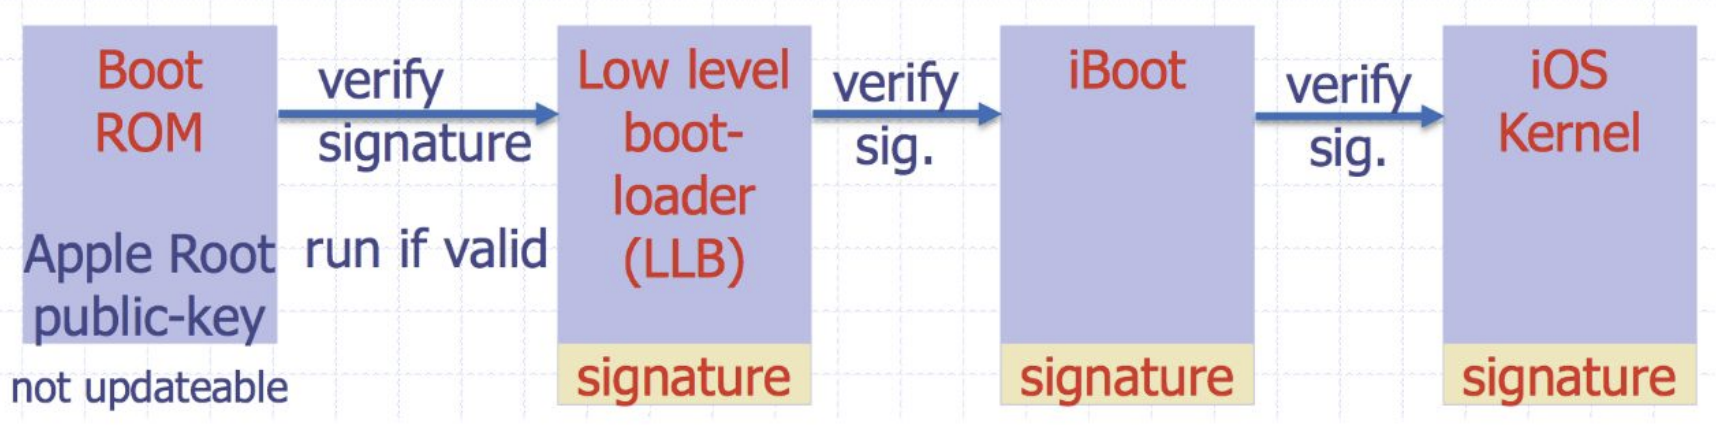 Boot
ROM
Apple Root
public-key
not updateable
verify
signature
run if valid
Low level
boot-
loader
(LLB)
signature
verify
sig.
iBoot
signature
verify
sig.
iOS
Kernel
signature